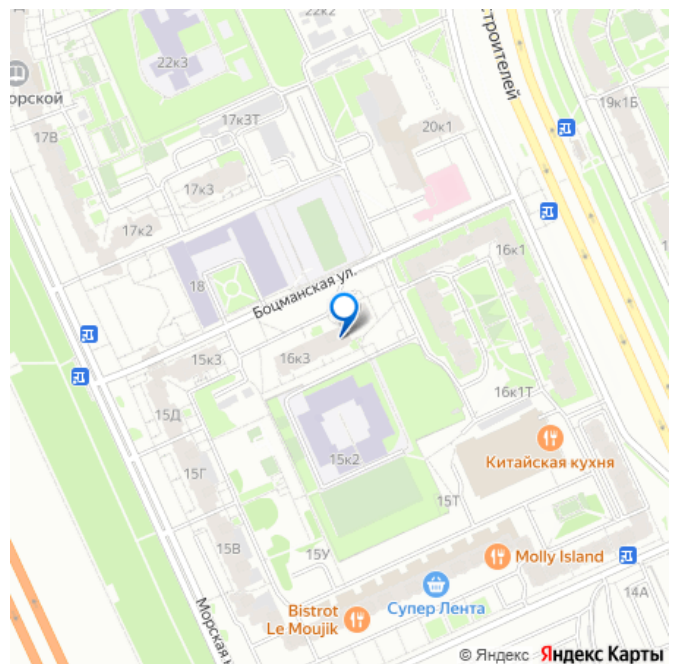 22к2
строителей
22к3
орской
19к1Б
17В
17к3Т
20к1
17к3
17к2
16к1
18
Боцманская ул.
15к3
16к3
15Д
16к1Т
Китайская кухня
15к2
15Г
15Т
15В
15У
Molly Island
14А
Супер Лента
Bistrot
Le Moujik
Морская н
© Яндекс Яндекс Карты